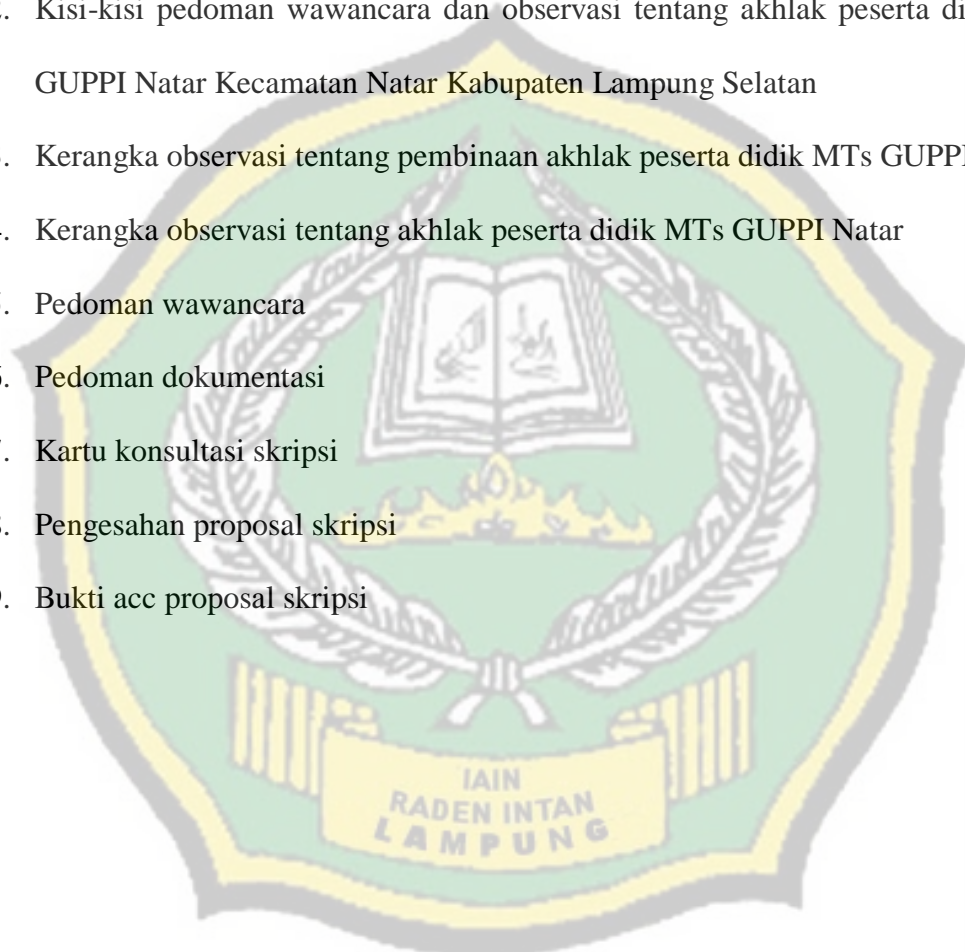 . Kisi-kisi pedoman wawancara dan observasi tentang akhlak peserta di
GUPPI Natar Kecamatan Natar Kabupaten Lampung Selatan
. Kerangka observasi tentang pembinaan akhlak peserta didik MTs GUPPI
. Kerangka observasi tentang akhlak peserta didik MTs GUPPI Natar
. Pedoman wawancara
. Pedoman dokumentasi
. Kartu konsultasi skripsi
. Pengesahan proposal skripsi
. Bukti acc proposal skripsi
IAIN
RADEN INTAN
LAMPUNG